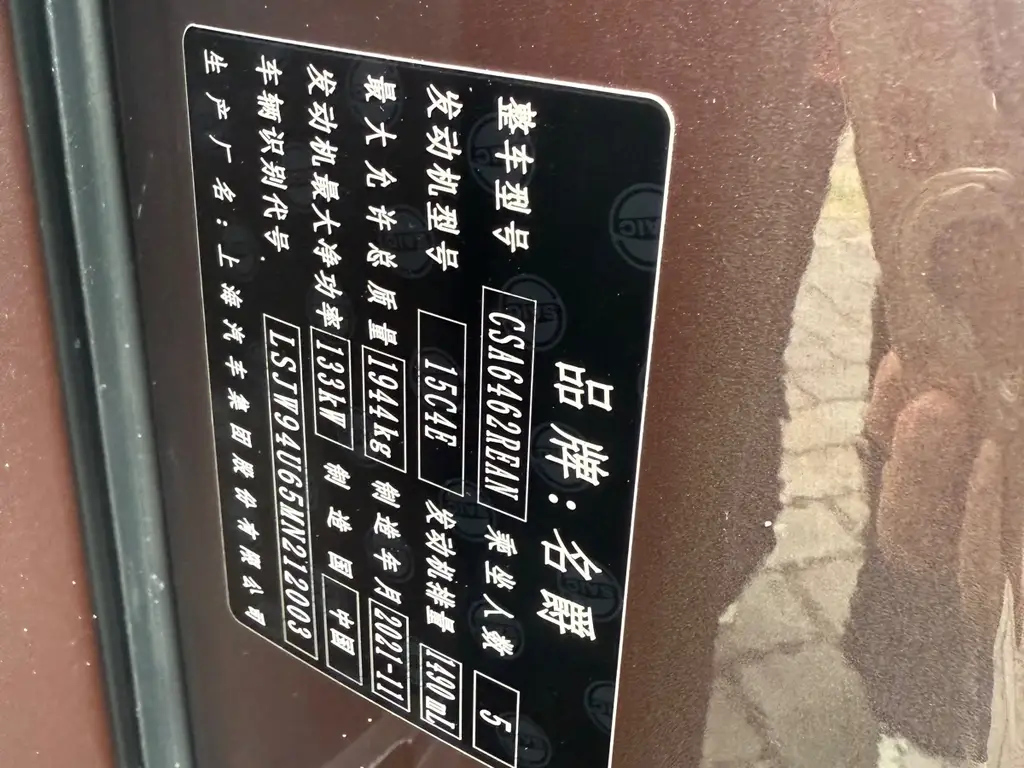 品牌:名爵
整车型号 CSA6462REAN 乘坐人数 5
发动机型号 15C4E 发动机排量 1490mL
最大允许总质量 1944kg 制造年月 2021-11
发动机最大净功率 133kW 制造国 中国
车辆识别代号 LSJW94U65MN212003
生产厂名:上海汽车集团股份有限公司